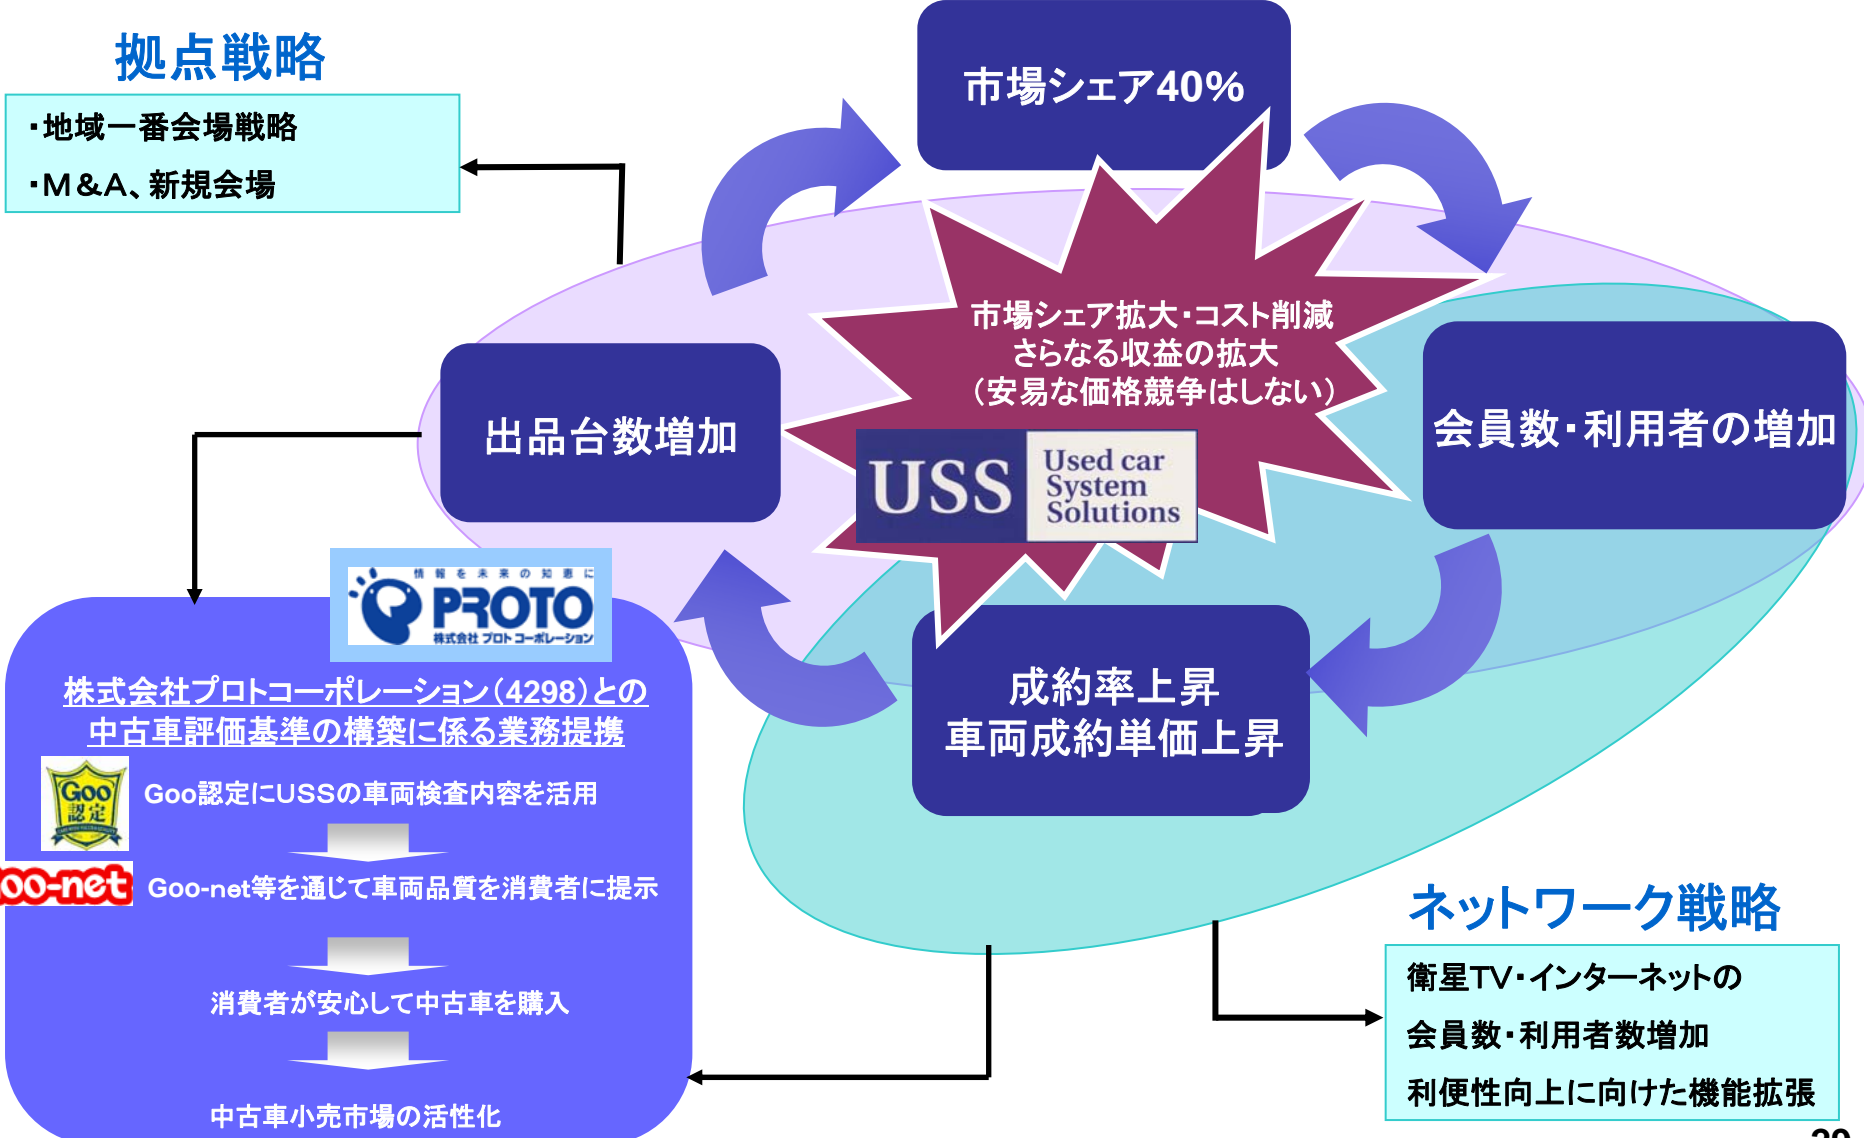 拠点戦略
・地域一番会場戦略
・M&A、新規会場
市場シェア40%
市場シェア拡大・コスト削減
さらなる収益の拡大
（安易な価格競争はしない）
USS
Used car
System
Solutions
出品台数増加
会員数・利用者の増加
成約率上昇
車両成約単価上昇
情報を未来の知恵に
PROTO
株式会社 プロトコーポレーション
株式会社プロトコーポレーション（4298）との
中古車評価基準の構築に係る業務提携
Goo
認定
Goo認定にUSSの車両検査内容を活用
oo-net
Goo-net等を通じて車両品質を消費者に提示
消費者が安心して中古車を購入
中古車小売市場の活性化
ネットワーク戦略
衛星TV・インターネットの
会員数・利用者数増加
利便性向上に向けた機能拡張